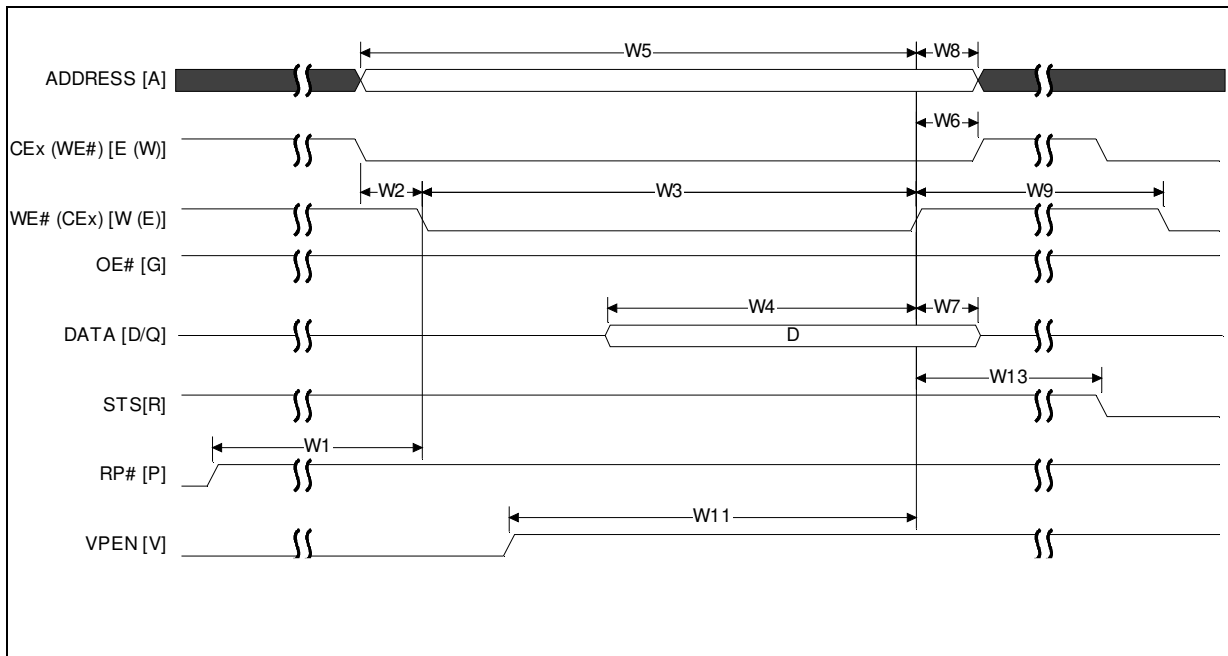 W5
W8
ADDRESS [A]
W6
CEx (WE#) [E (W)]
W2
W3
W9
WE# (CEx) [W (E)]
OE# [G]
W4
W7
DATA [D/Q]
D
W13
STS[R]
W1
RP# [P]
W11
VPEN [V]